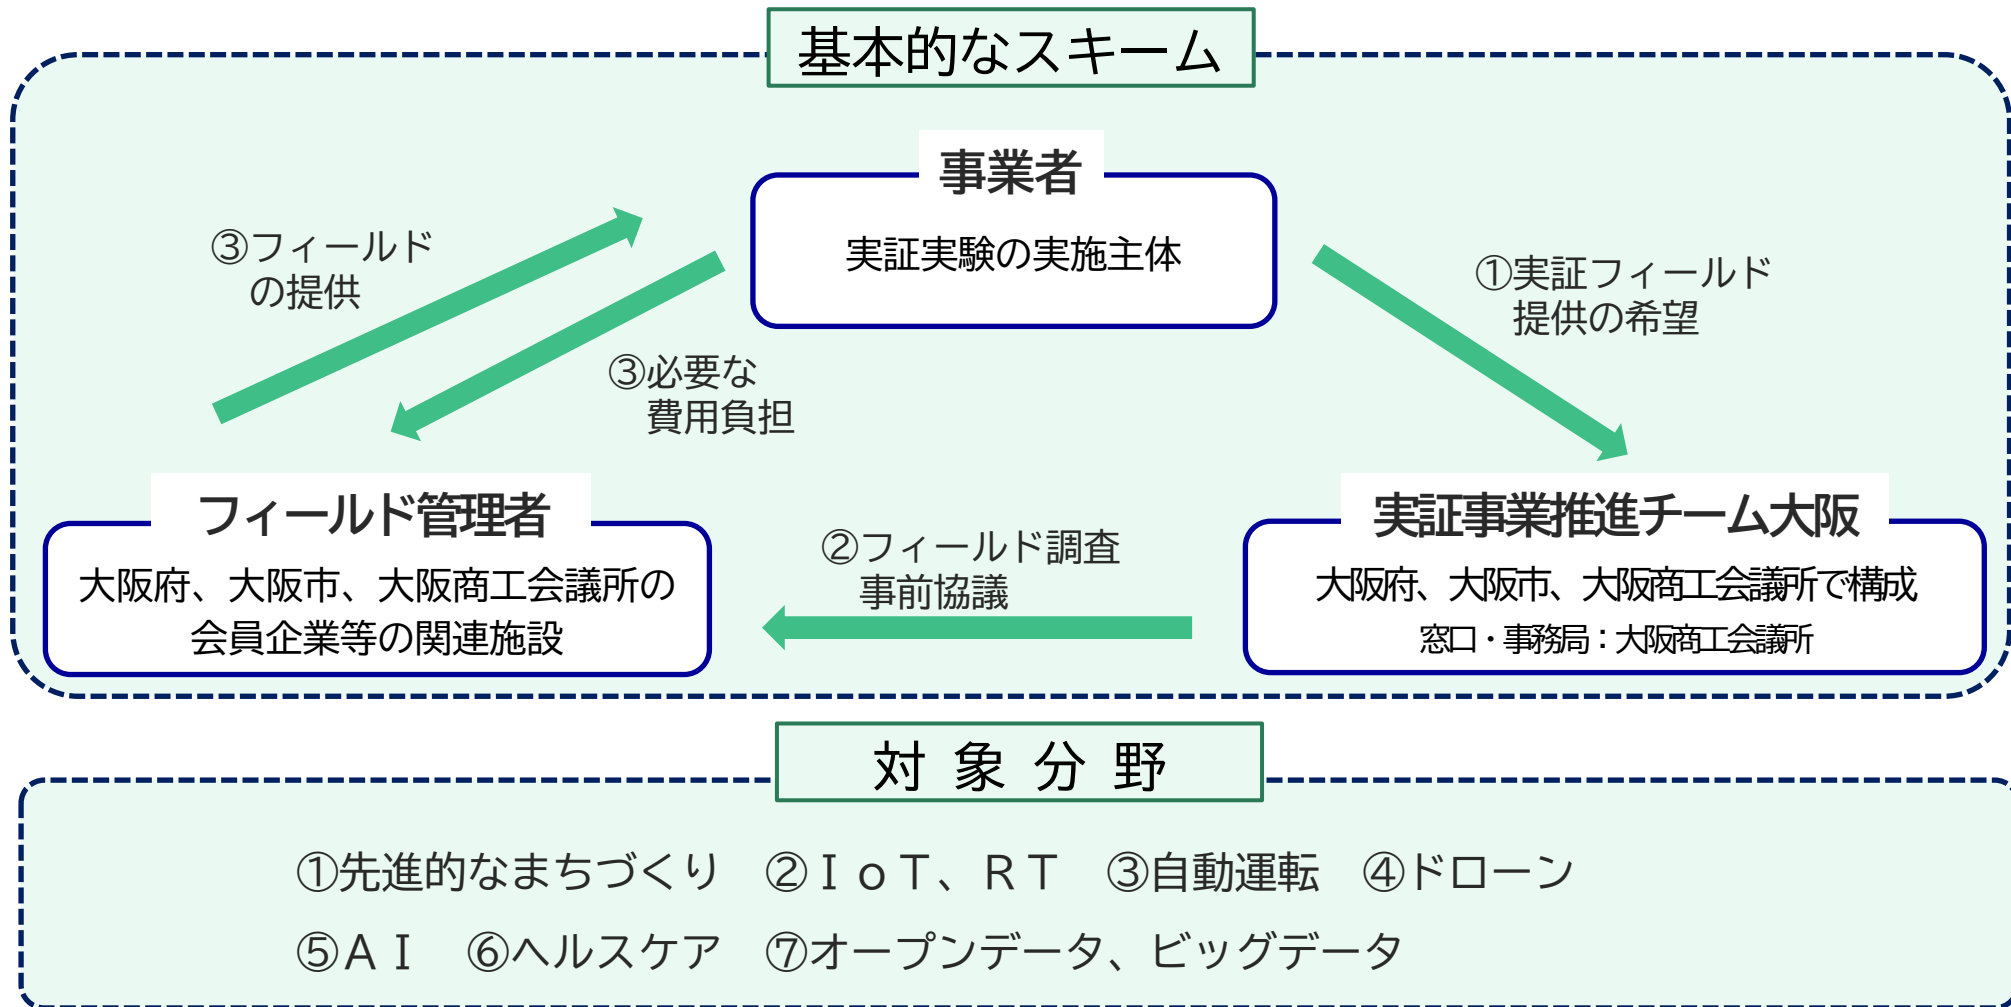 基本的なスキーム
事業者
実証実験の実施主体
③フィールド
の提供
③必要な
費用負担
①実証フィールド
提供の希望
フィールド管理者
大阪府、大阪市、大阪商工会議所の
会員企業等の関連施設
②フィールド調査
事前協議
実証事業推進チーム大阪
大阪府、大阪市、大阪商工会議所で構成
窓口・事務局：大阪商工会議所
対 象 分 野
①先進的なまちづくり　②ＩｏＴ、ＲＴ　③自動運転　④ドローン
⑤ＡＩ　⑥ヘルスケア　⑦オープンデータ、ビッグデータ